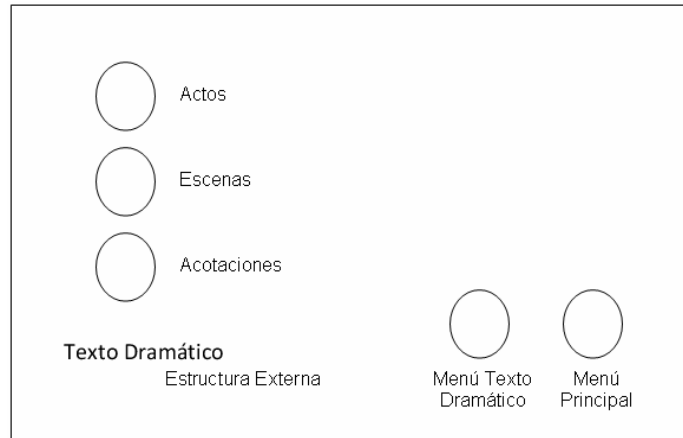 Actos
Escenas
Acotaciones
Texto Dramático
Estructura Externa
Menú Texto
Dramático
Menú
Principal